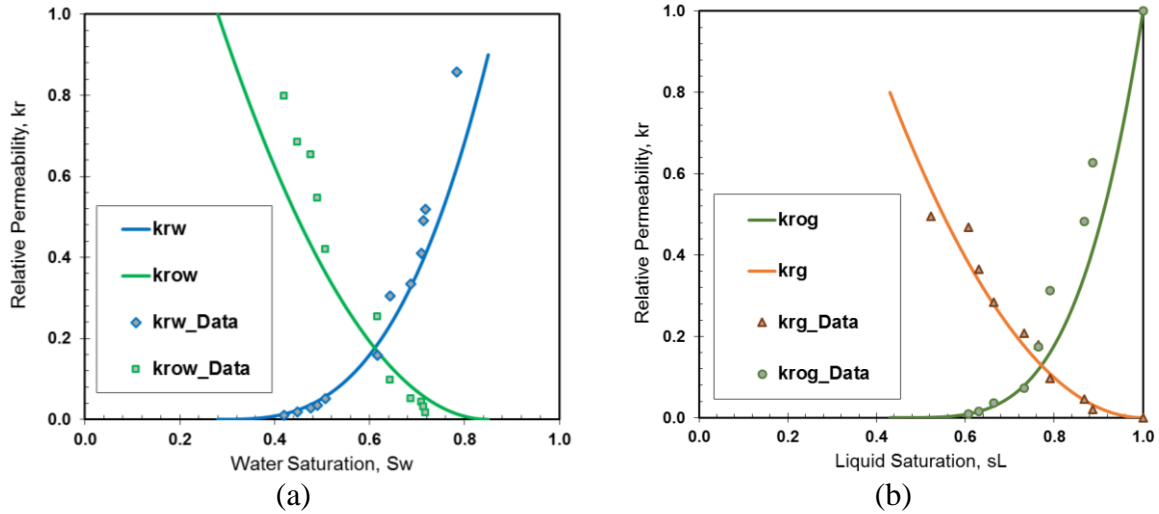 Relative Permeability, kr
1.0
0.8
0.6
0.4
0.2
0.0
krw
krow
krw_Data
krow_Data
0.0 0.2 0.4 0.6 0.8 1.0
Water Saturation, Sw
(a)
Relative Permeability, kr
1.0
0.8
0.6
0.4
0.2
0.0
krog
krg
krg_Data
krog_Data
0.0 0.2 0.4 0.6 0.8 1.0
Liquid Saturation, sL
(b)